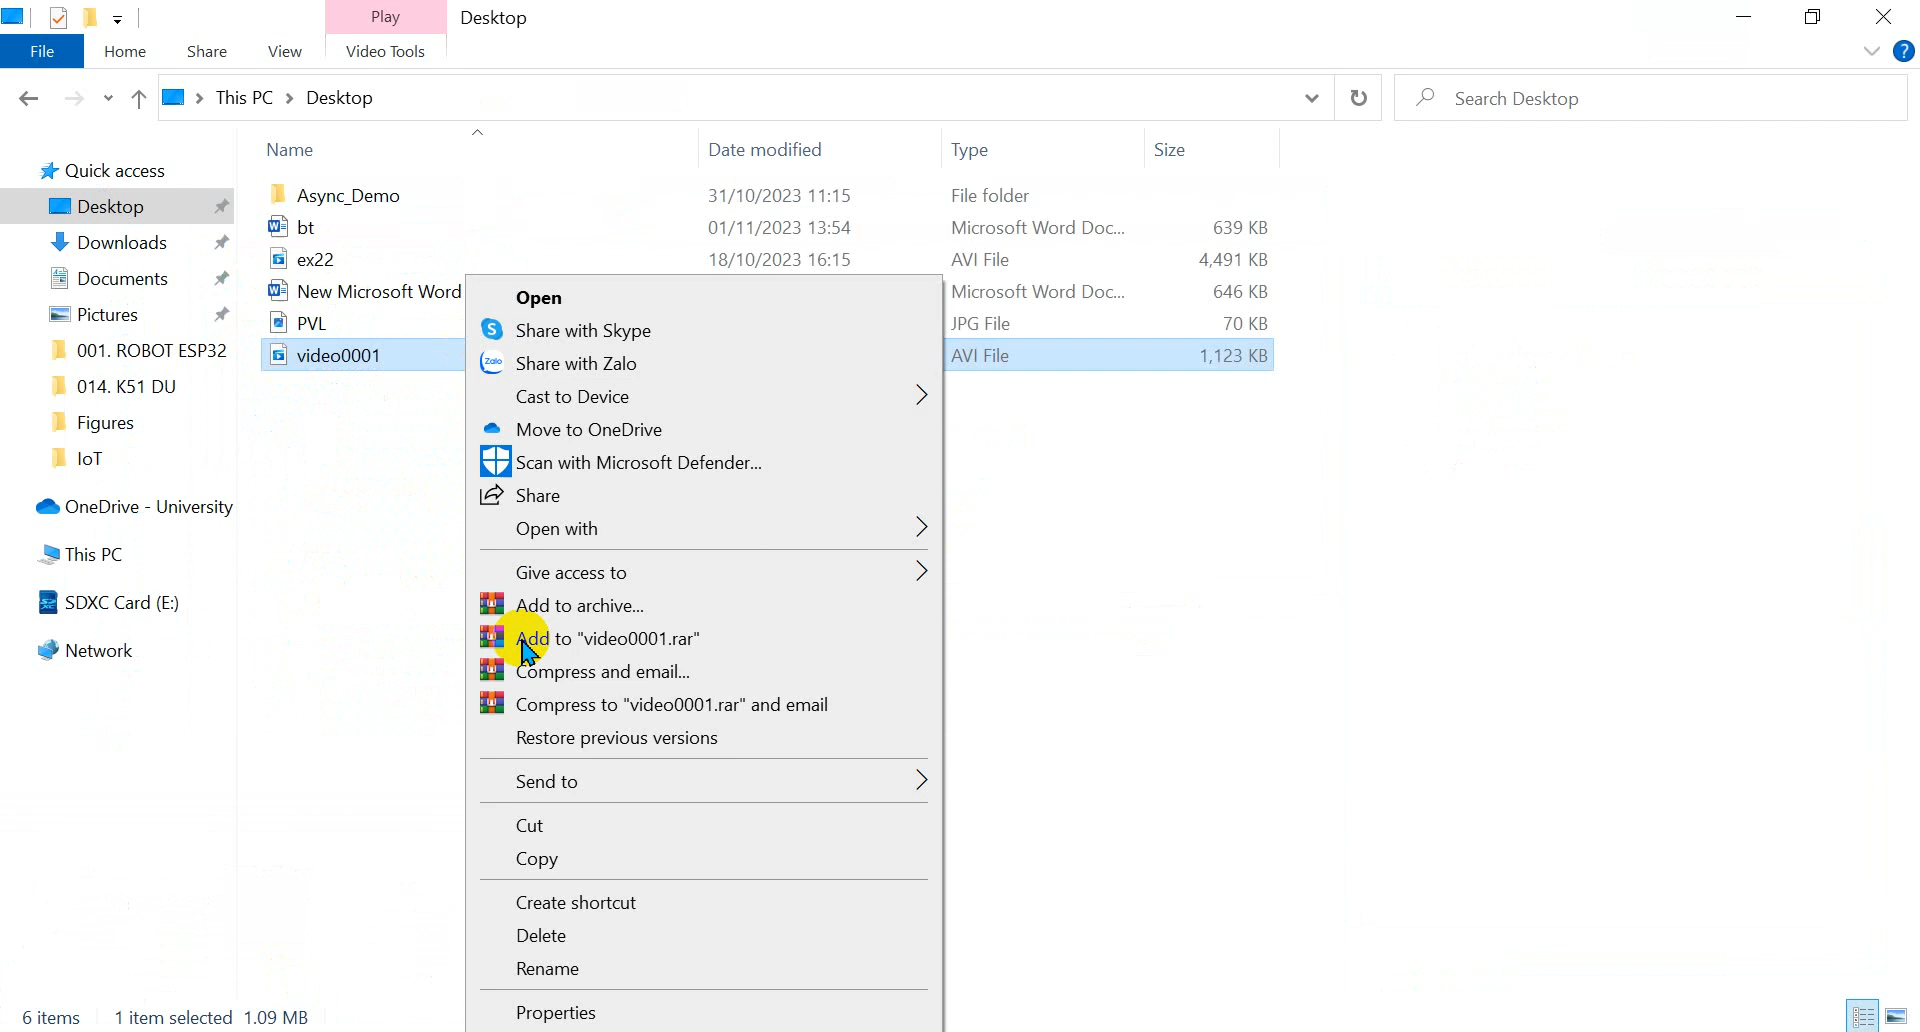 Play Desktop
File Home Share View Video Tools ?
This PC Desktop Search Desktop
Name Date modified Type Size
Quick access
Desktop
Downloads
Documents
Pictures
001. ROBOT ESP32
014. K51 DU
Figures
IoT
OneDrive - University
This PC
SDXC Card (E:)
Network
Async_Demo 31/10/2023 11:15 File folder
bt 01/11/2023 13:54 Microsoft Word Doc... 639 KB
ex22 18/10/2023 16:15 AVI File 4,491 KB
New Microsoft Word Microsoft Word Doc... 646 KB
PVL JPG File 70 KB
video0001 AVI File 1,123 KB
Open
Share with Skype
Zalo Share with Zalo
Cast to Device
Move to OneDrive
Scan with Microsoft Defender...
Share
Open with
Give access to
Add to archive...
Add to "video0001.rar"
Compress and email...
Compress to "video0001.rar" and email
Restore previous versions
Send to
Cut
Copy
Create shortcut
Delete
Rename
Properties
6 items 1 item selected 1.09 MB